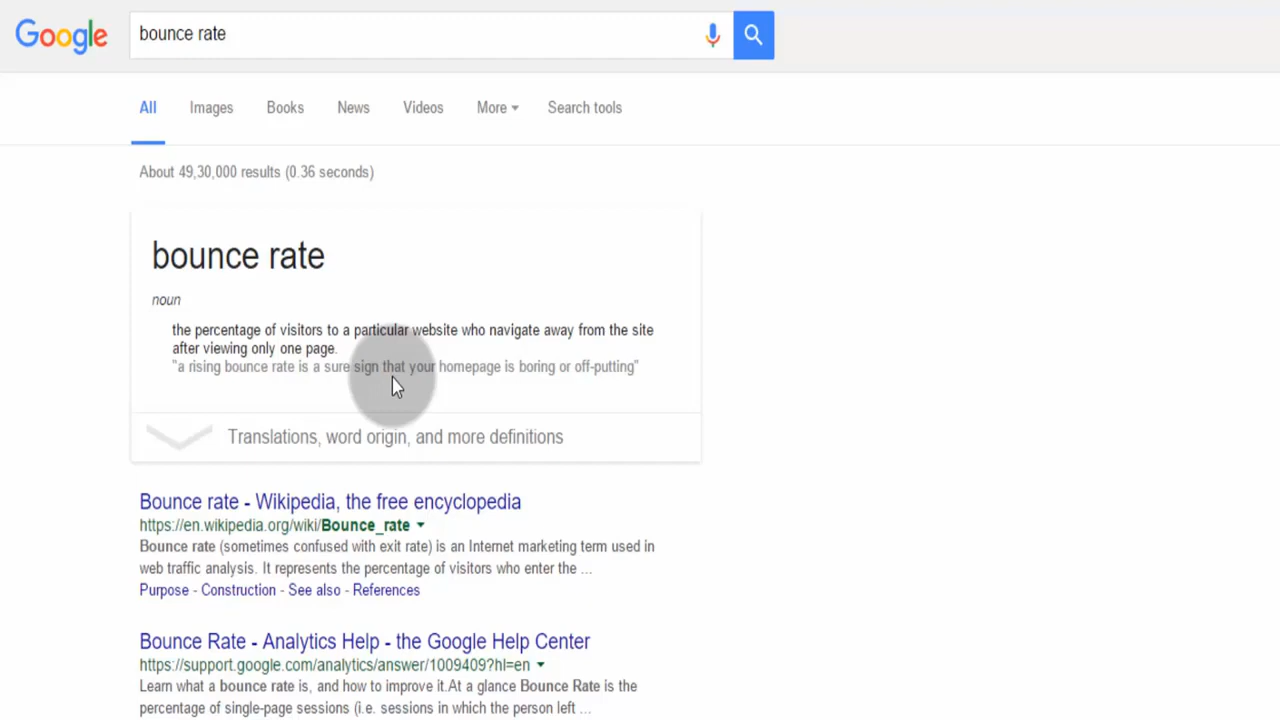 Google
bounce rate
All Images Books News Videos More Search tools
About 49,30,000 results (0.36 seconds)
bounce rate
noun
the percentage of visitors to a particular website who navigate away from the site
after viewing only one page.
"a rising bounce rate is a sure sign that your homepage is boring or off-putting"
Translations, word origin, and more definitions
Bounce rate - Wikipedia, the free encyclopedia
https://en.wikipedia.org/wiki/Bounce_rate
Bounce rate (sometimes confused with exit rate) is an Internet marketing term used in
web traffic analysis. It represents the percentage of visitors who enter the ...
Purpose - Construction - See also - References
Bounce Rate - Analytics Help - the Google Help Center
https://support.google.com/analytics/answer/1009409?hl=en
Learn what a bounce rate is, and how to improve it.At a glance Bounce Rate is the
percentage of single-page sessions (i.e. sessions in which the person left ...